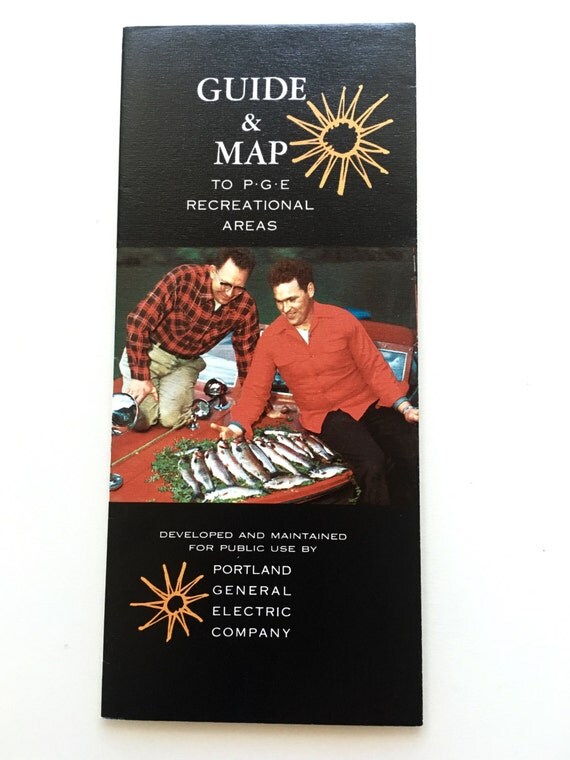 GUIDE
&
MAP
TO P·G·E
RECREATIONAL
AREAS
DEVELOPED AND MAINTAINED
FOR PUBLIC USE BY
PORTLAND
GENERAL
ELECTRIC
COMPANY